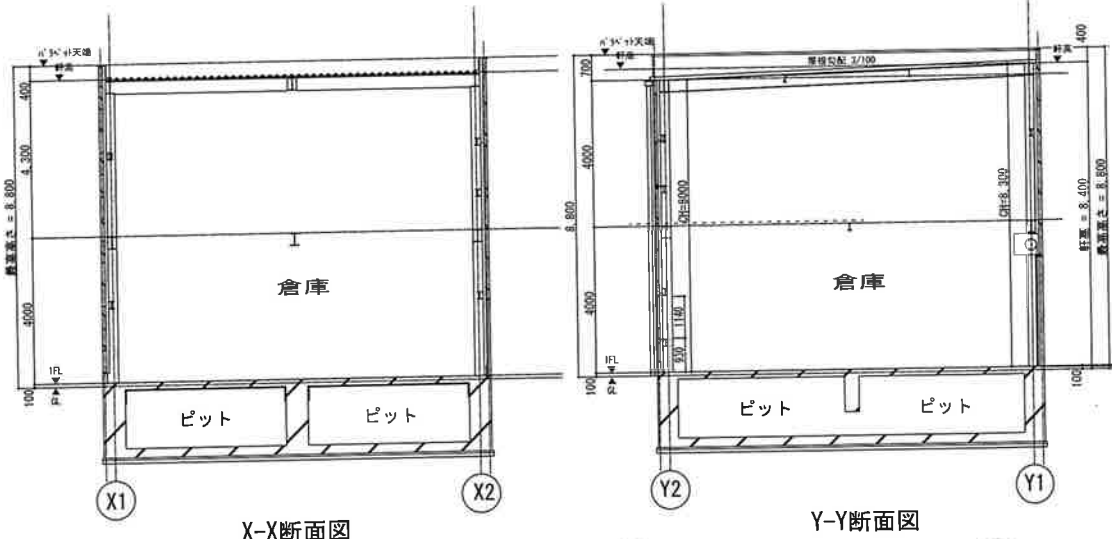 パラペット天端
軒高
400
4,300
最高高さ = 8,800
4000
1FL
100
倉庫
ピット
ピット
X1
X2
X-X断面図
パラペット天端
軒高
屋根勾配 3/100
400
軒高
700
4000
8,800
4000
CH=8000
CH=8,300
軒高 = 8,400
最高高さ = 8,800
倉庫
930
1140
1FL
100
100
ピット
ピット
Y2
Y1
Y-Y断面図